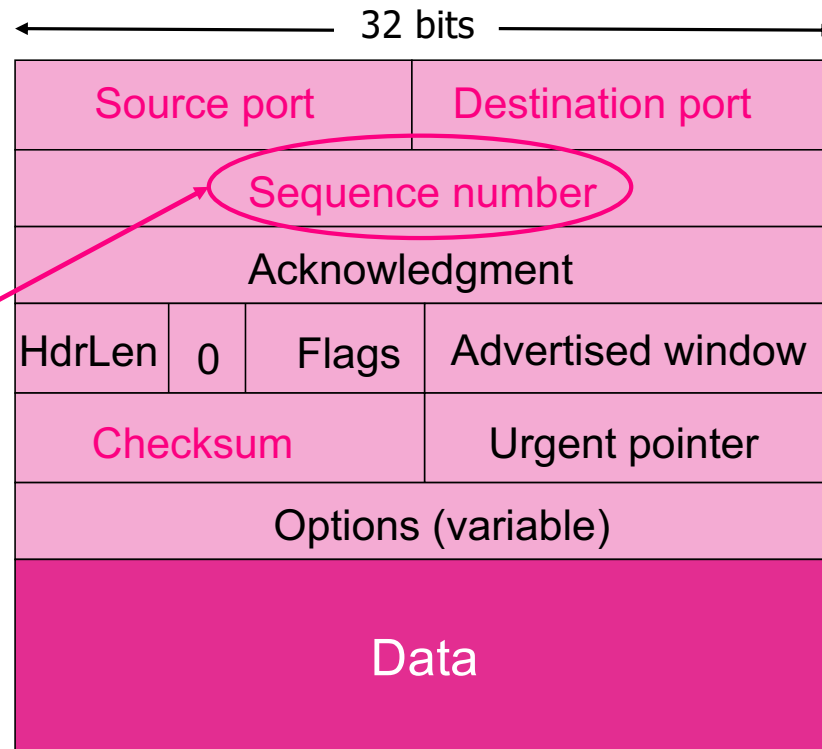 32 bits
Source port Destination port
Sequence number
Acknowledgment
HdrLen 0 Flags Advertised window
Checksum Urgent pointer
Options (variable)
Data